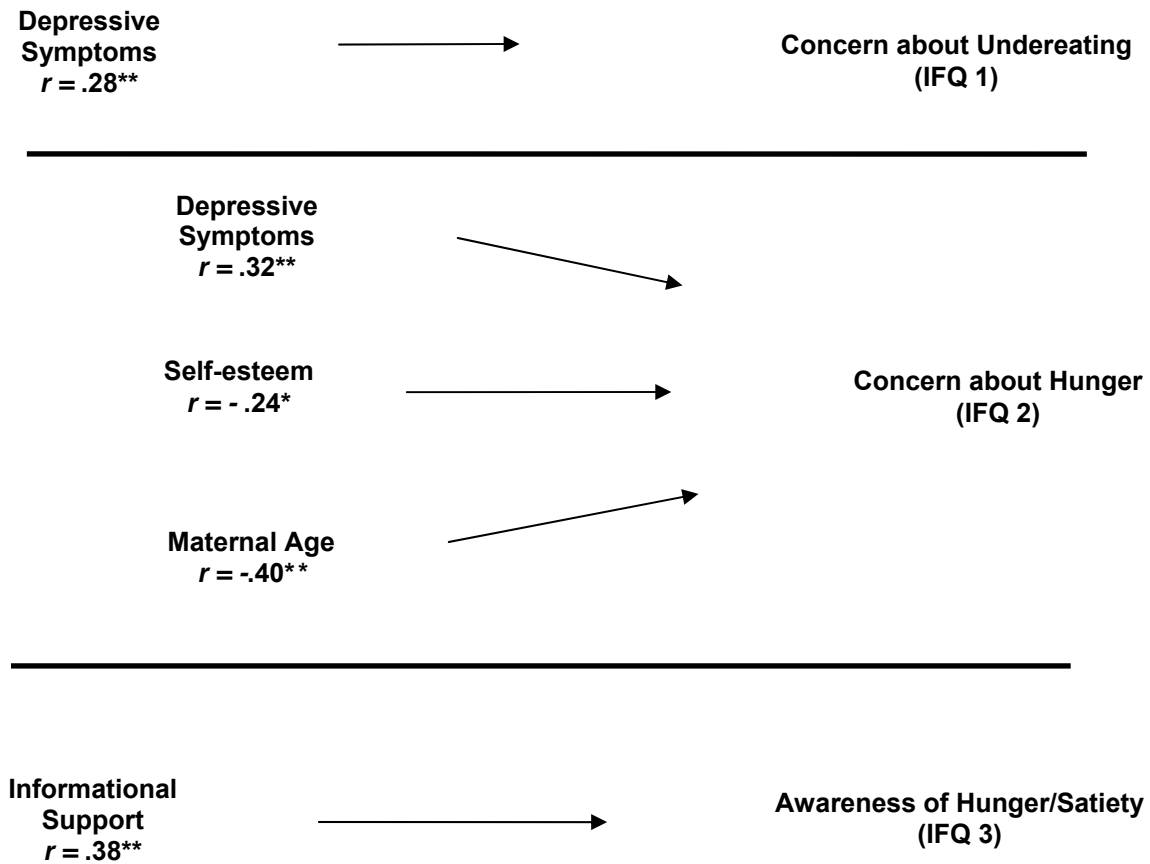 Depressive
Symptoms
r = .28**
Concern about Undereating
(IFQ 1)
Depressive
Symptoms
r = .32**
Self-esteem
r = - .24*
Concern about Hunger
(IFQ 2)
Maternal Age
r = -.40**
Informational
Support
r = .38**
Awareness of Hunger/Satiety
(IFQ 3)